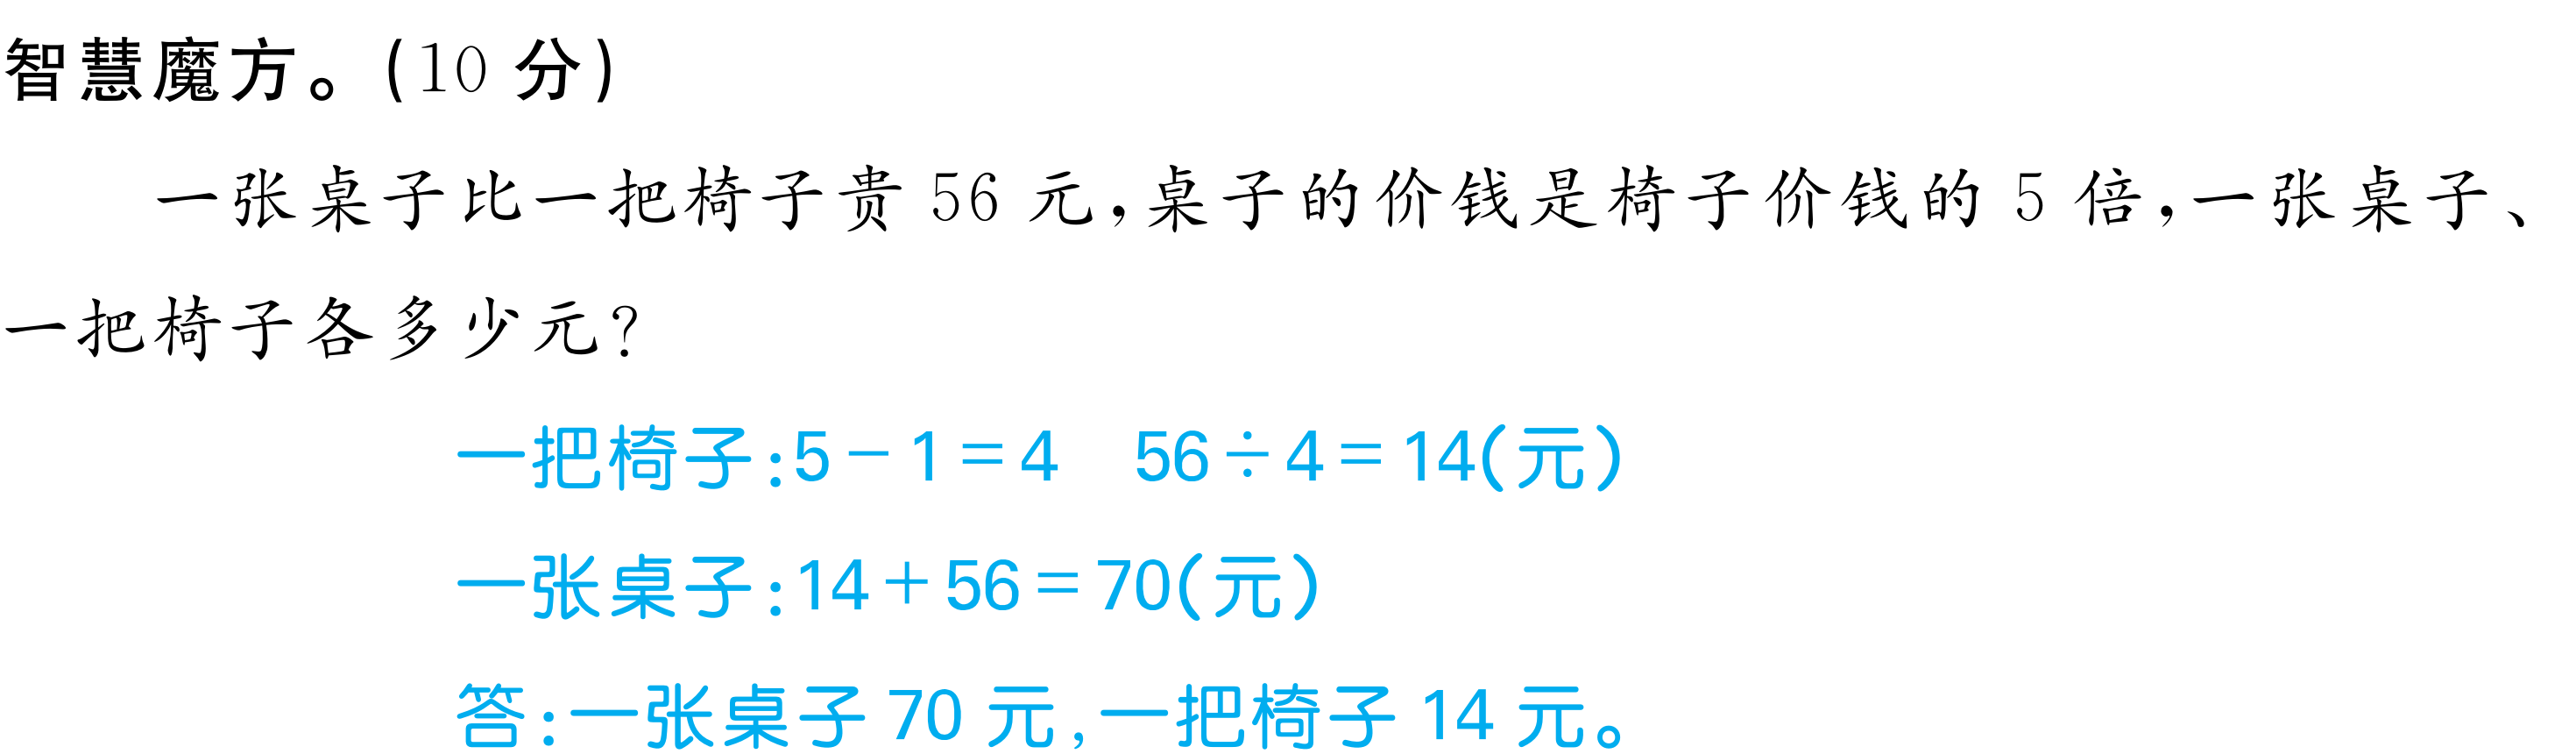 智慧魔方。(10 分)
一张桌子比一把椅子贵 56 元,桌子的价钱是椅子价钱的 5 倍,一张桌子、
一把椅子各多少元?
一把椅子:5－1＝4　56÷4＝14(元)
一张桌子:14＋56＝70(元)
答:一张桌子 70 元,一把椅子 14 元。